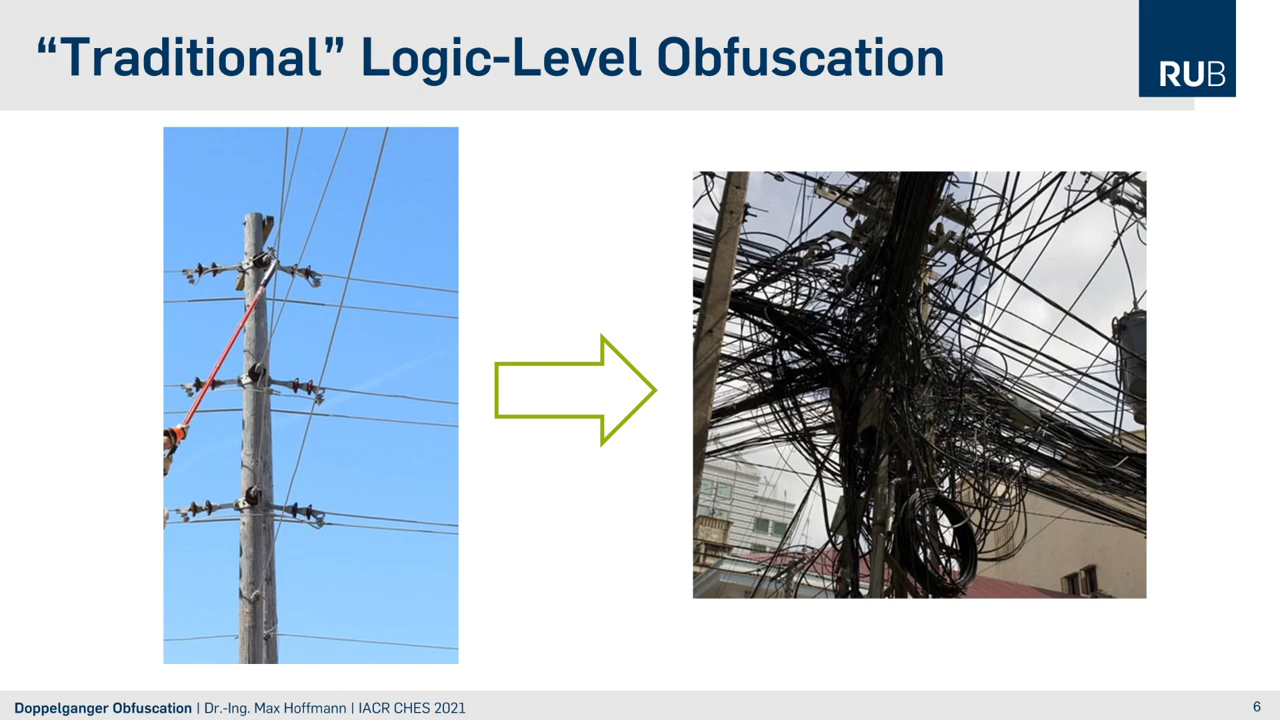 “Traditional” Logic-Level Obfuscation
RUB
Doppelganger Obfuscation | Dr.-Ing. Max Hoffmann | IACR CHES 2021
6